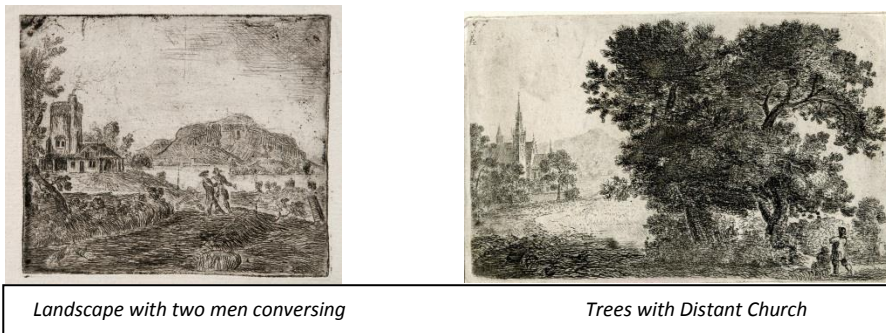 Landscape with two men conversing
Trees with Distant Church